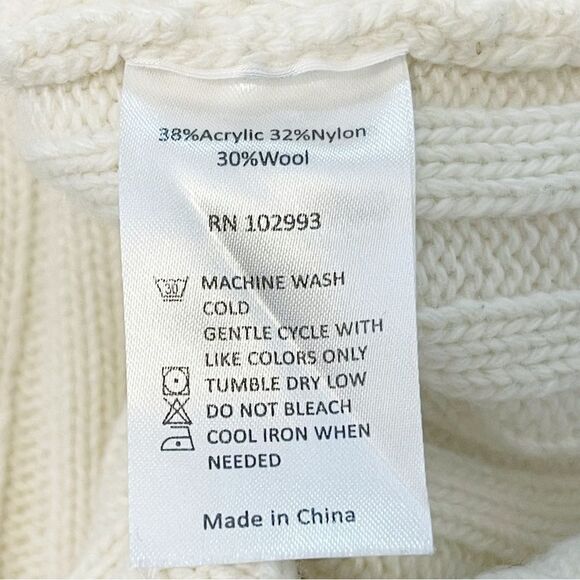 38%Acrylic 32%Nylon
30%Wool
RN 102993
30 MACHINE WASH
COLD
GENTLE CYCLE WITH
LIKE COLORS ONLY
TUMBLE DRY LOW
DO NOT BLEACH
COOL IRON WHEN
NEEDED
Made in China